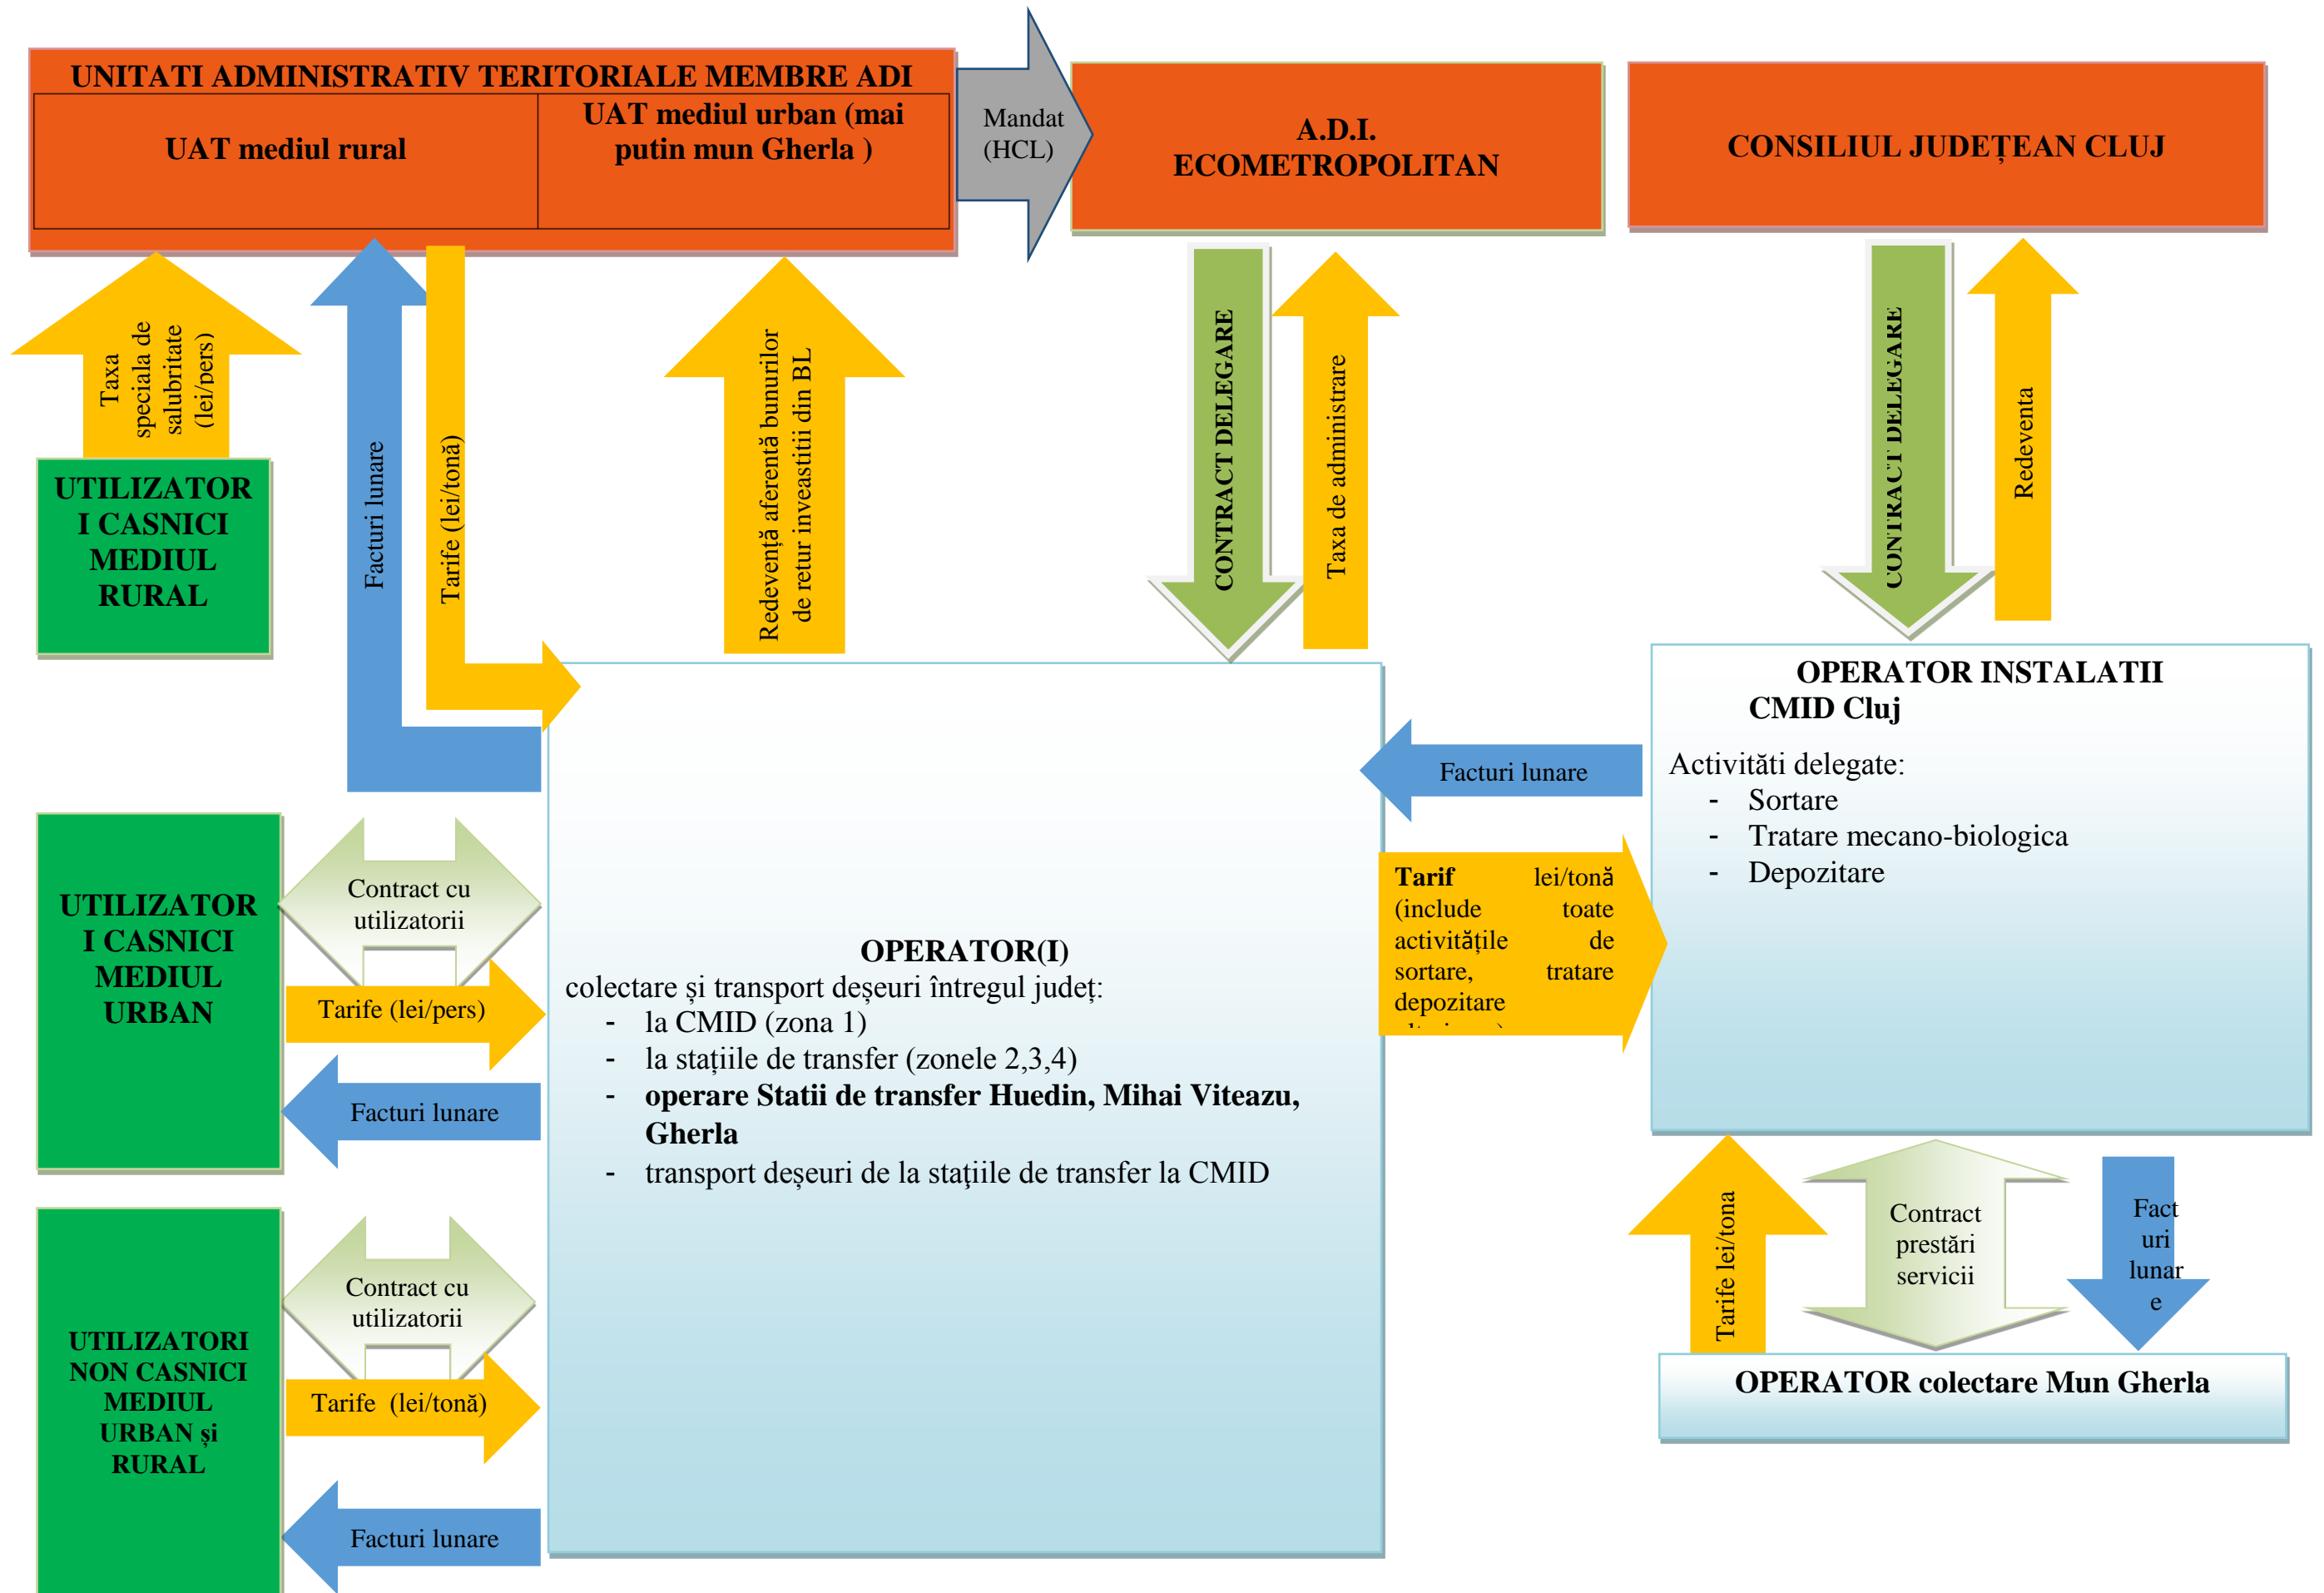 UNITATI ADMINISTRATIV TERITORIALE MEMBRE ADI
UAT mediul rural
UAT mediul urban (mai
putin mun Gherla )
Mandat
(HCL)
A.D.I.
ECOMETROPOLITAN
CONSILIUL JUDEȚEAN CLUJ
Taxa
speciala de
salubritate
(lei/pers)
Facturi lunare
Tarife (lei/tonă)
Redevență aferentă bunurilor
de retur inveastitii din BL
CONTRACT DELEGARE
Taxa de administrare
CONTRACT DELEGARE
Redeventa
UTILIZATOR
I CASNICI
MEDIUL
RURAL
OPERATOR INSTALATII
CMID Cluj
Activităti delegate:
- Sortare
- Tratare mecano-biologica
- Depozitare
Facturi lunare
Tarif lei/tonă
(include toate
activitățile de
sortare, tratare
depozitare
UTILIZATOR
I CASNICI
MEDIUL
URBAN
Contract cu
utilizatorii
Tarife (lei/pers)
Facturi lunare
OPERATOR(I)
colectare și transport deșeuri întregul județ:
- la CMID (zona 1)
- la stațiile de transfer (zonele 2,3,4)
- operare Statii de transfer Huedin, Mihai Viteazu,
Gherla
- transport deșeuri de la staţiile de transfer la CMID
UTILIZATORI
NON CASNICI
MEDIUL
URBAN și
RURAL
Contract cu
utilizatorii
Tarife (lei/tonă)
Facturi lunare
Tarife lei/tona
Contract
prestări
servicii
Fact
uri
lunar
e
OPERATOR colectare Mun Gherla